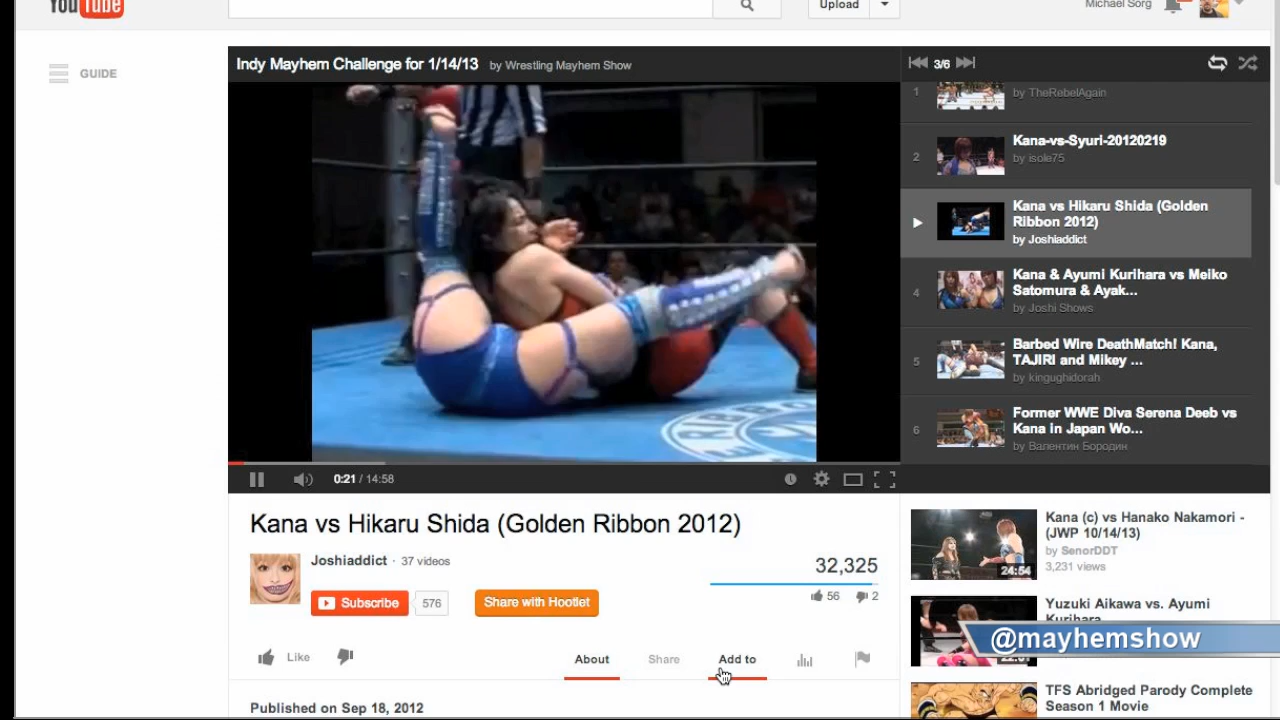 YouTube
Upload
Michael Sorg
GUIDE
Indy Mayhem Challenge for 1/14/13 by Wrestling Mayhem Show
3/6
1
by TheRebelAgain
2
Kana-vs-Syuri-20120219
by isole75
Kana vs Hikaru Shida (Golden
Ribbon 2012)
by Joshiaddict
4
Kana & Ayumi Kurihara vs Meiko
Satomura & Ayak...
by Joshi Shows
5
Barbed Wire DeathMatch! Kana,
TAJIRI and Mikey ...
by kingughidorah
6
Former WWE Diva Serena Deeb vs
Kana in Japan Wo...
by Валентин Бородин
RIBBON
0:21 / 14:58
Kana vs Hikaru Shida (Golden Ribbon 2012)
Joshiaddict · 37 videos
Subscribe 576
Share with Hootlet
32,325
56 2
Like
About Share Add to
Published on Sep 18, 2012
Kana (c) vs Hanako Nakamori -
(JWP 10/14/13)
by SenorDDT
3,231 views
24:54
Yuzuki Aikawa vs. Ayumi
Kurihara
@mayhemshow
TFS Abridged Parody Complete
Season 1 Movie